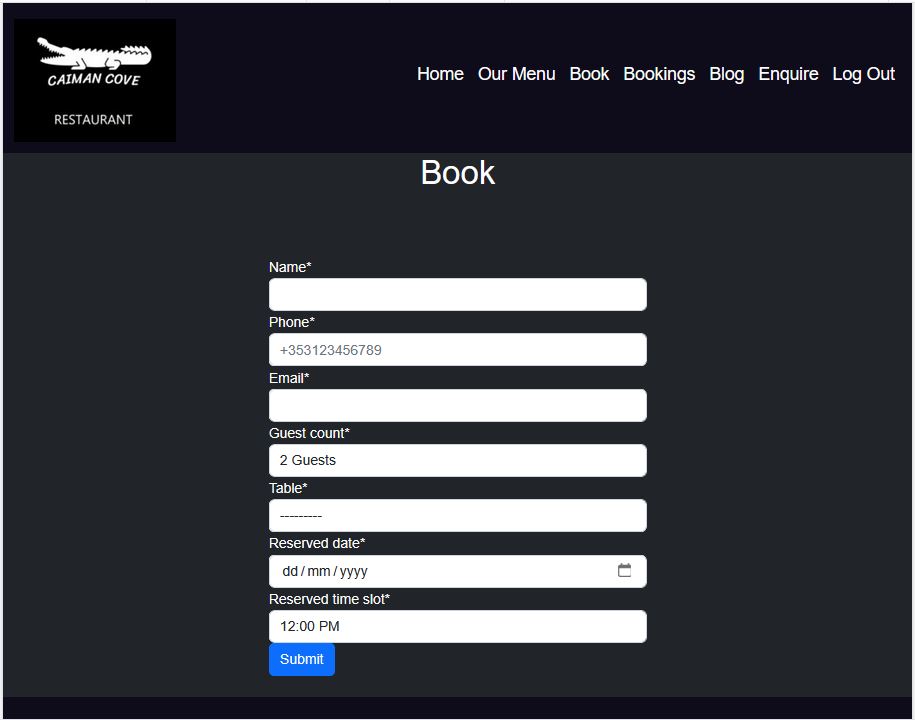 CAIMAN COVE
RESTAURANT
Home Our Menu Book Bookings Blog Enquire Log Out
Book
Name*
Phone*
+353123456789
Email*
Guest count*
2 Guests
Table*
---------
Reserved date*
dd/mm/yyyy
Reserved time slot*
12:00 PM
Submit